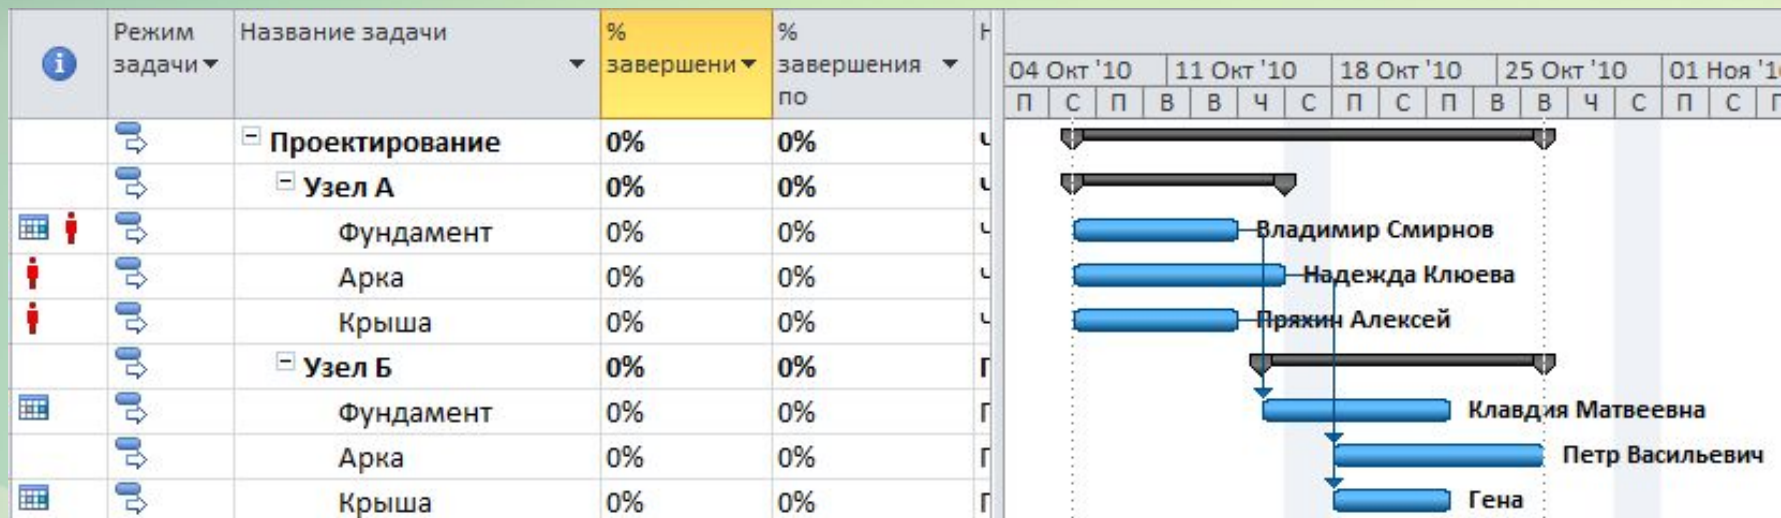 Режим Название задачи % %
задачи завершени завершения
по
04 Окт '10 11 Окт '10 18 Окт '10 25 Окт '10 01 Ноя '1
П С П В В Ч С П С П В В Ч С П С П
Проектирование 0% 0% Ч
Узел А 0% 0% Ч
Фундамент 0% 0% Ч Владимир Смирнов
Арка 0% 0% Ч Надежда Клюева
Крыша 0% 0% Ч Пряхин Алексей
Узел Б 0% 0% П
Фундамент 0% 0% П Клавдия Матвеевна
Арка 0% 0% П Петр Васильевич
Крыша 0% 0% П Гена